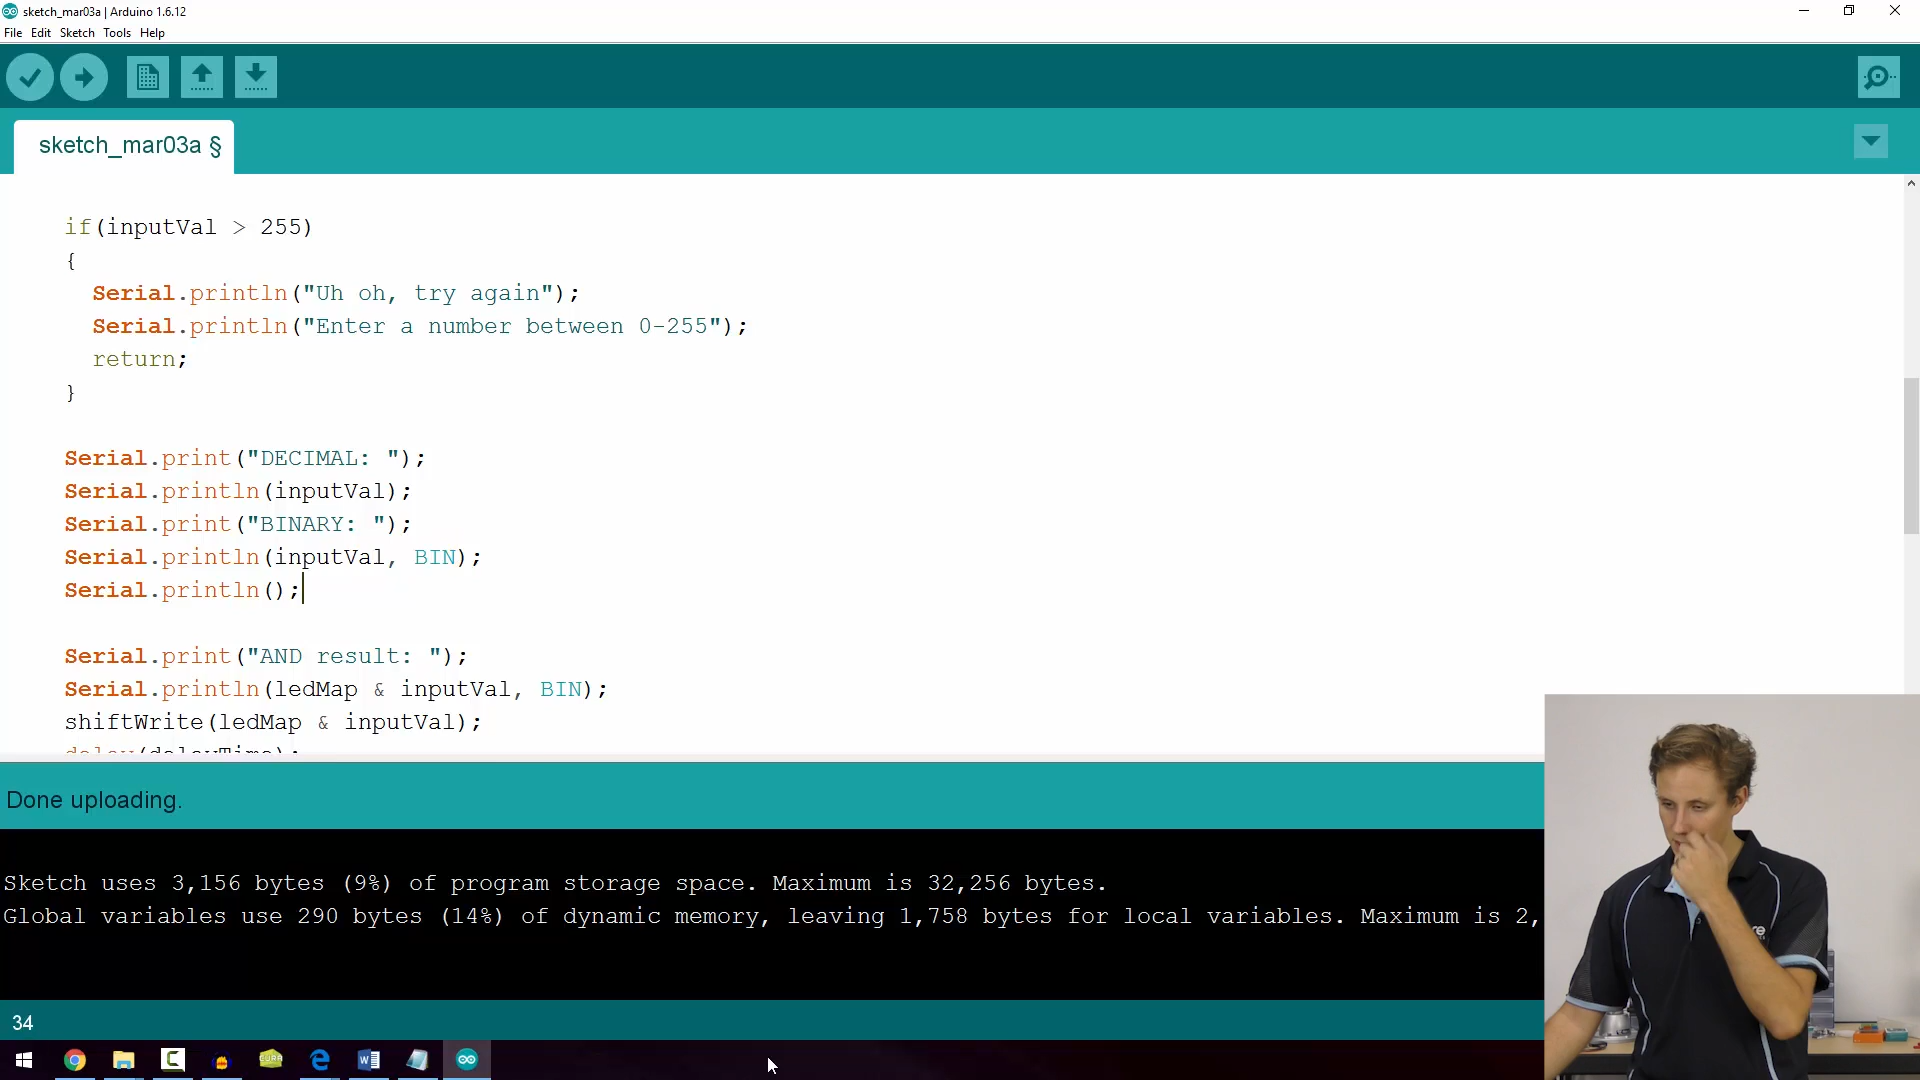 sketch_mar03a | Arduino 1.6.12
File Edit Sketch Tools Help
sketch_mar03a §
if(inputVal > 255)
{
Serial.println("Uh oh, try again");
Serial.println("Enter a number between 0-255");
return;
}
Serial.print("DECIMAL: ");
Serial.println(inputVal);
Serial.print("BINARY: ");
Serial.println(inputVal, BIN);
Serial.println();
Serial.print("AND result: ");
Serial.println(ledMap & inputVal, BIN);
shiftWrite(ledMap & inputVal);
delay(delayTime);
Done uploading.
Sketch uses 3,156 bytes (9%) of program storage space. Maximum is 32,256 bytes.
Global variables use 290 bytes (14%) of dynamic memory, leaving 1,758 bytes for local variables. Maximum is 2,
re
34
CURA